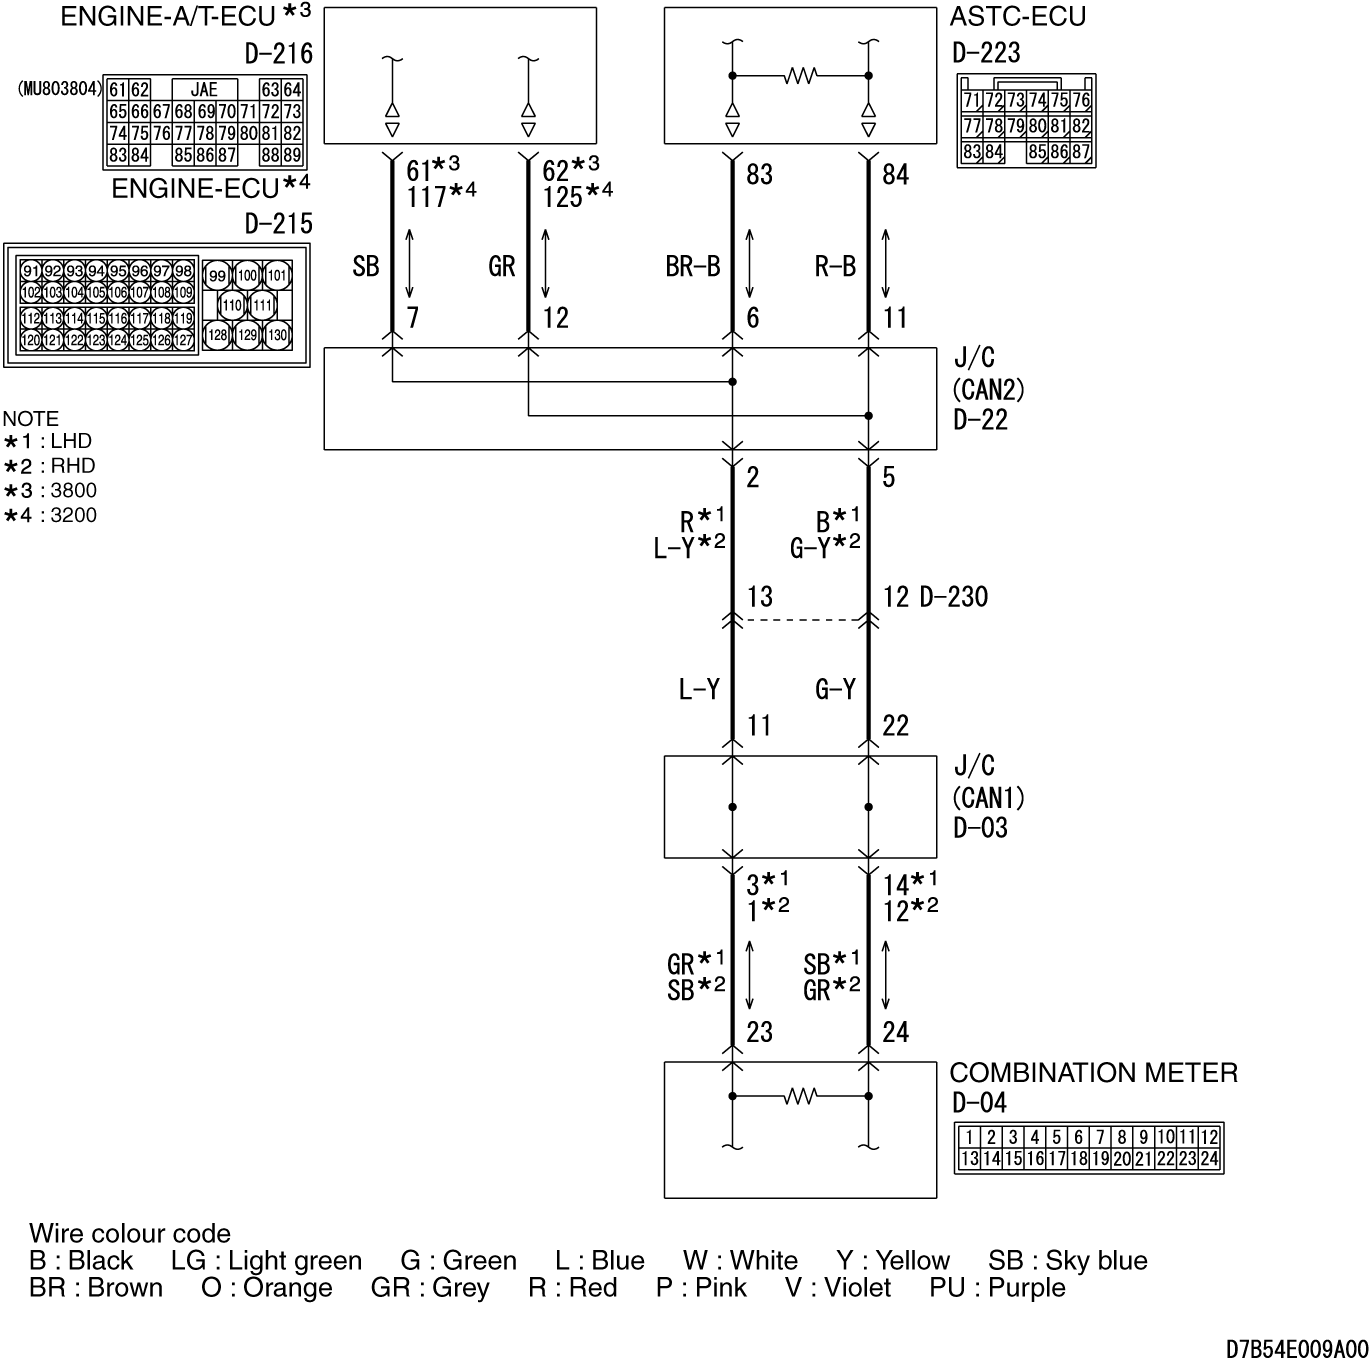 ENGINE-A/T-ECU *3
D-216
(MU803804)
61 62 JAE 63 64
65 66 67 68 69 70 71 72 73
74 75 76 77 78 79 80 81 82
83 84 85 86 87 88 89
ENGINE-ECU *4
D-215
91 92 93 94 95 96 97 98
102 103 104 105 106 107 108 109
112 113 114 115 116 117 118 119
120 121 122 123 124 125 126 127
99 100 101
110 111
128 129 130
NOTE
*1 : LHD
*2 : RHD
*3 : 3800
*4 : 3200
ASTC-ECU
D-223
71 72 73 74 75 76
77 78 79 80 81 82
83 84 85 86 87
61*3 62*3 83 84
117*4 125*4
SB GR BR-B R-B
7 12 6 11
J/C
(CAN2)
D-22
2 5
R*1 B*1
L-Y*2 G-Y*2
13 12 D-230
L-Y G-Y
11 22
J/C
(CAN1)
D-03
3*1 14*1
1*2 12*2
GR*1 SB*1
SB*2 GR*2
23 24
COMBINATION METER
D-04
1 2 3 4 5 6 7 8 9 10 11 12
13 14 15 16 17 18 19 20 21 22 23 24
Wire colour code
B : Black LG : Light green G : Green L : Blue W : White Y : Yellow SB : Sky blue
BR : Brown O : Orange GR : Grey R : Red P : Pink V : Violet PU : Purple
D7B54E009A00